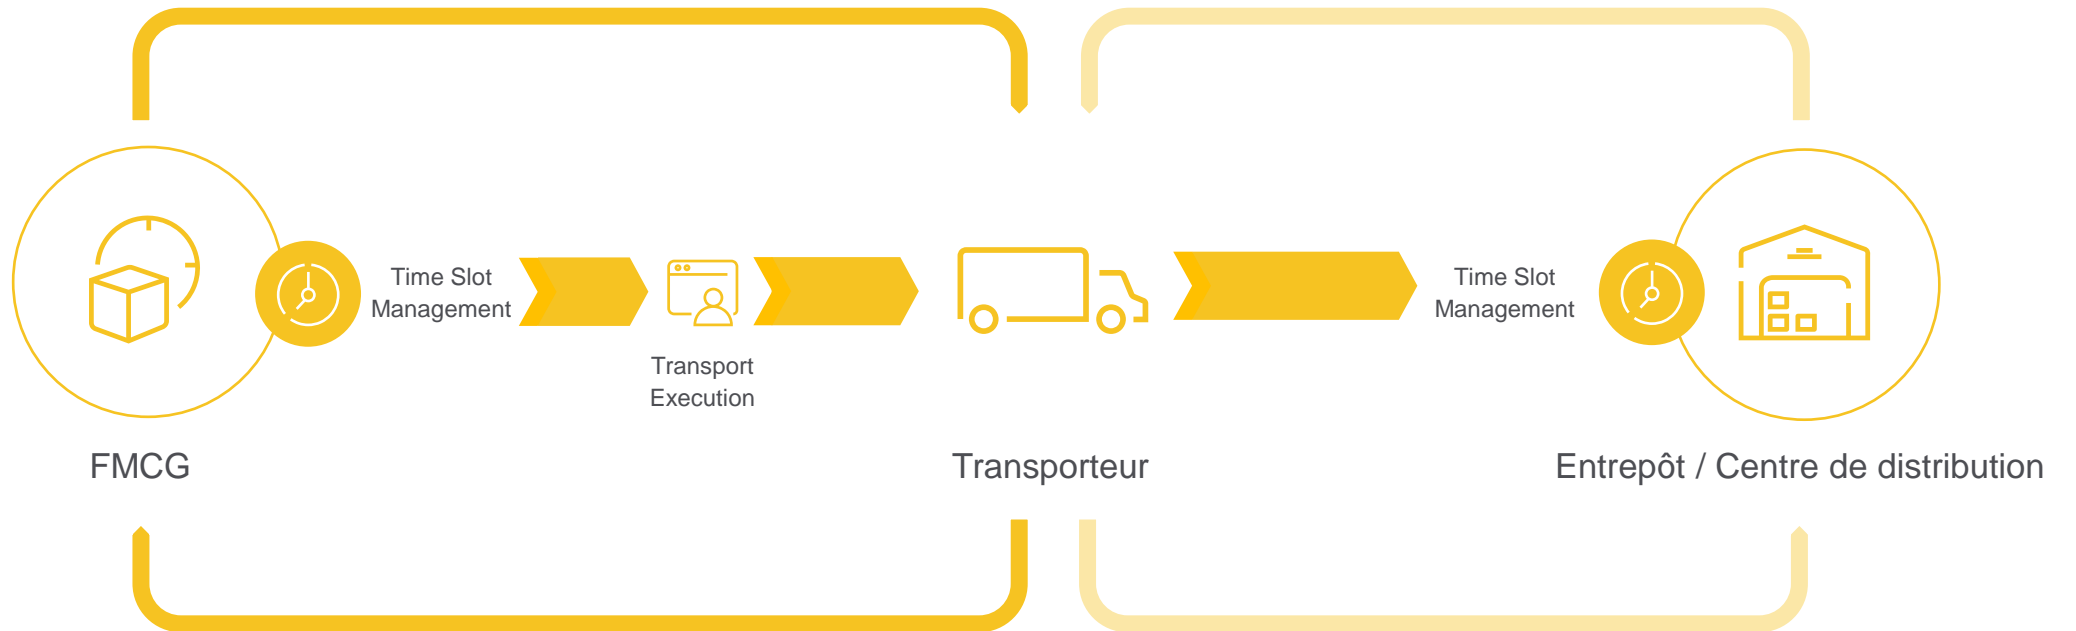 Time Slot
Management
Transport
Execution
Time Slot
Management
FMCG
Transporteur
Entrepôt / Centre de distribution